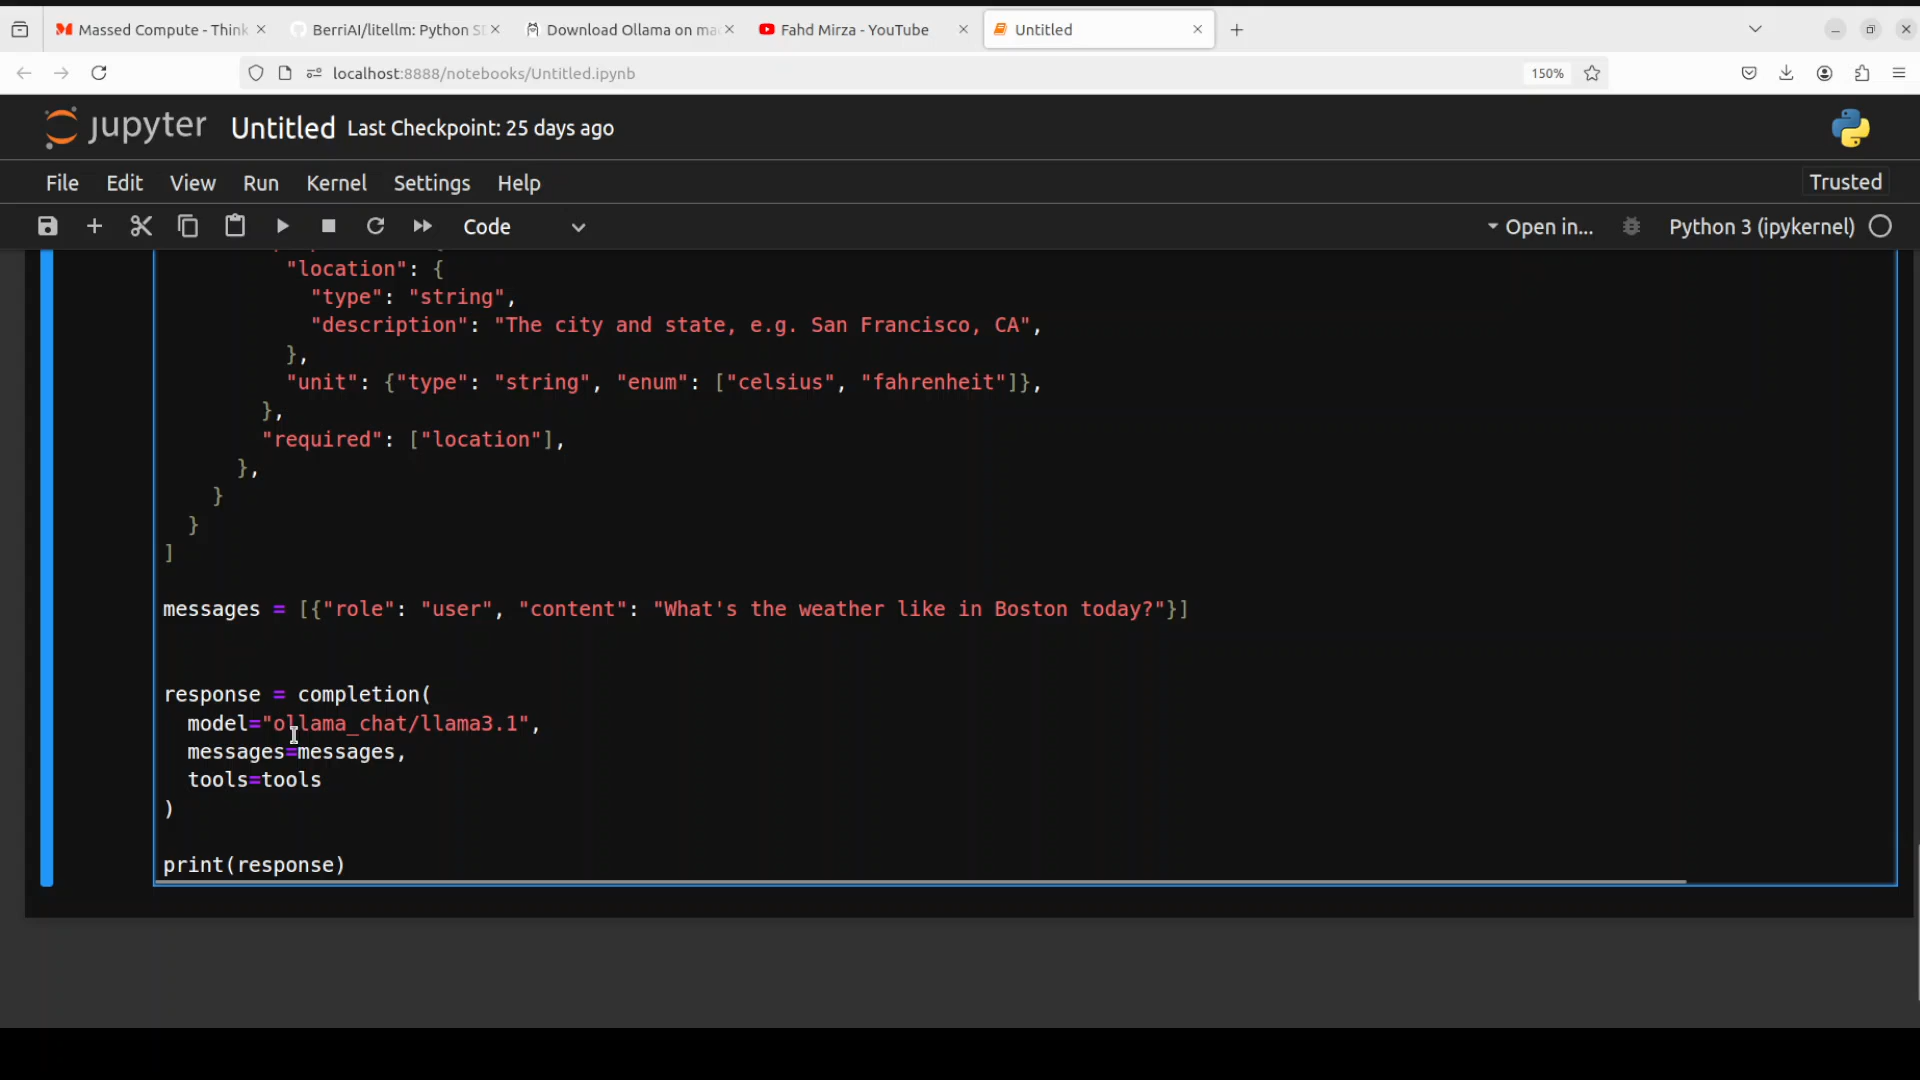 Massed Compute - Think
BerriAI/litellm: Python S
Download Ollama on ma
Fahd Mirza - YouTube
Untitled
localhost:8888/notebooks/Untitled.ipynb
150%
jupyter
Untitled
Last Checkpoint: 25 days ago
File Edit View Run Kernel Settings Help
Trusted
Code
Open in...
Python 3 (ipykernel)
"location": {
"type": "string",
"description": "The city and state, e.g. San Francisco, CA",
},
"unit": {"type": "string", "enum": ["celsius", "fahrenheit"]},
},
"required": ["location"],
},
}
}
]
messages = [{"role": "user", "content": "What's the weather like in Boston today?"}]
response = completion(
model="ollama_chat/llama3.1",
messages=messages,
tools=tools
)
print(response)